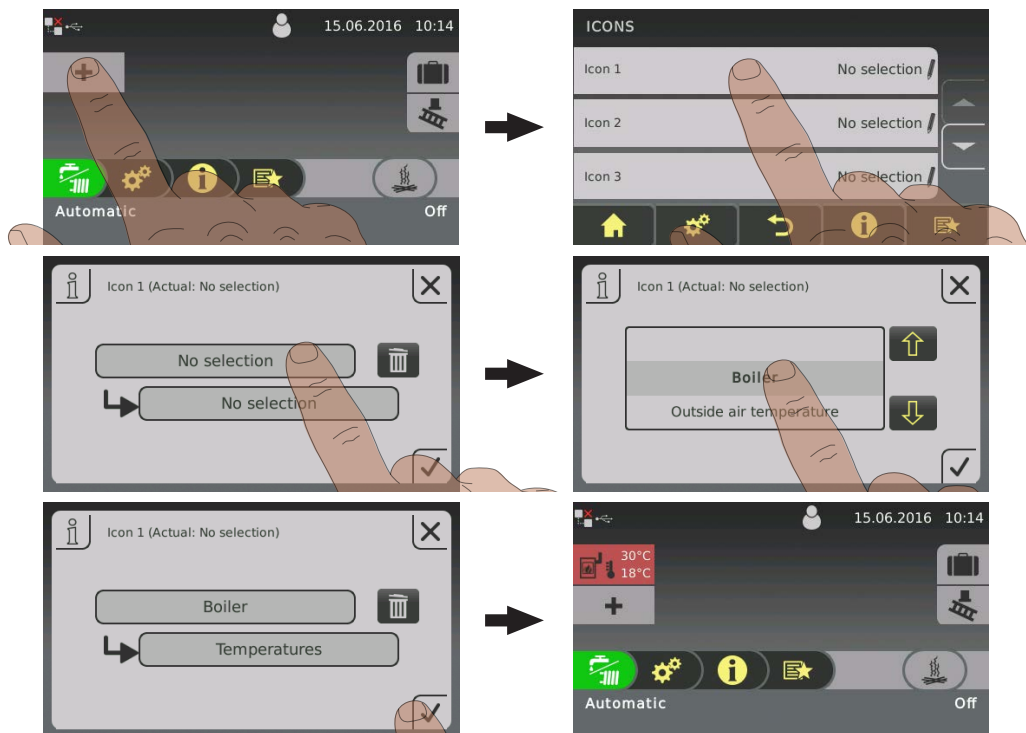 15.06.2016 10:14
Automatic Off
ICONS
Icon 1 No selection
Icon 2 No selection
Icon 3 No selection
Icon 1 (Actual: No selection)
No selection
No selection
Icon 1 (Actual: No selection)
Boiler
Outside air temperature
Icon 1 (Actual: No selection)
Boiler
Temperatures
15.06.2016 10:14
30°C
18°C
Automatic Off